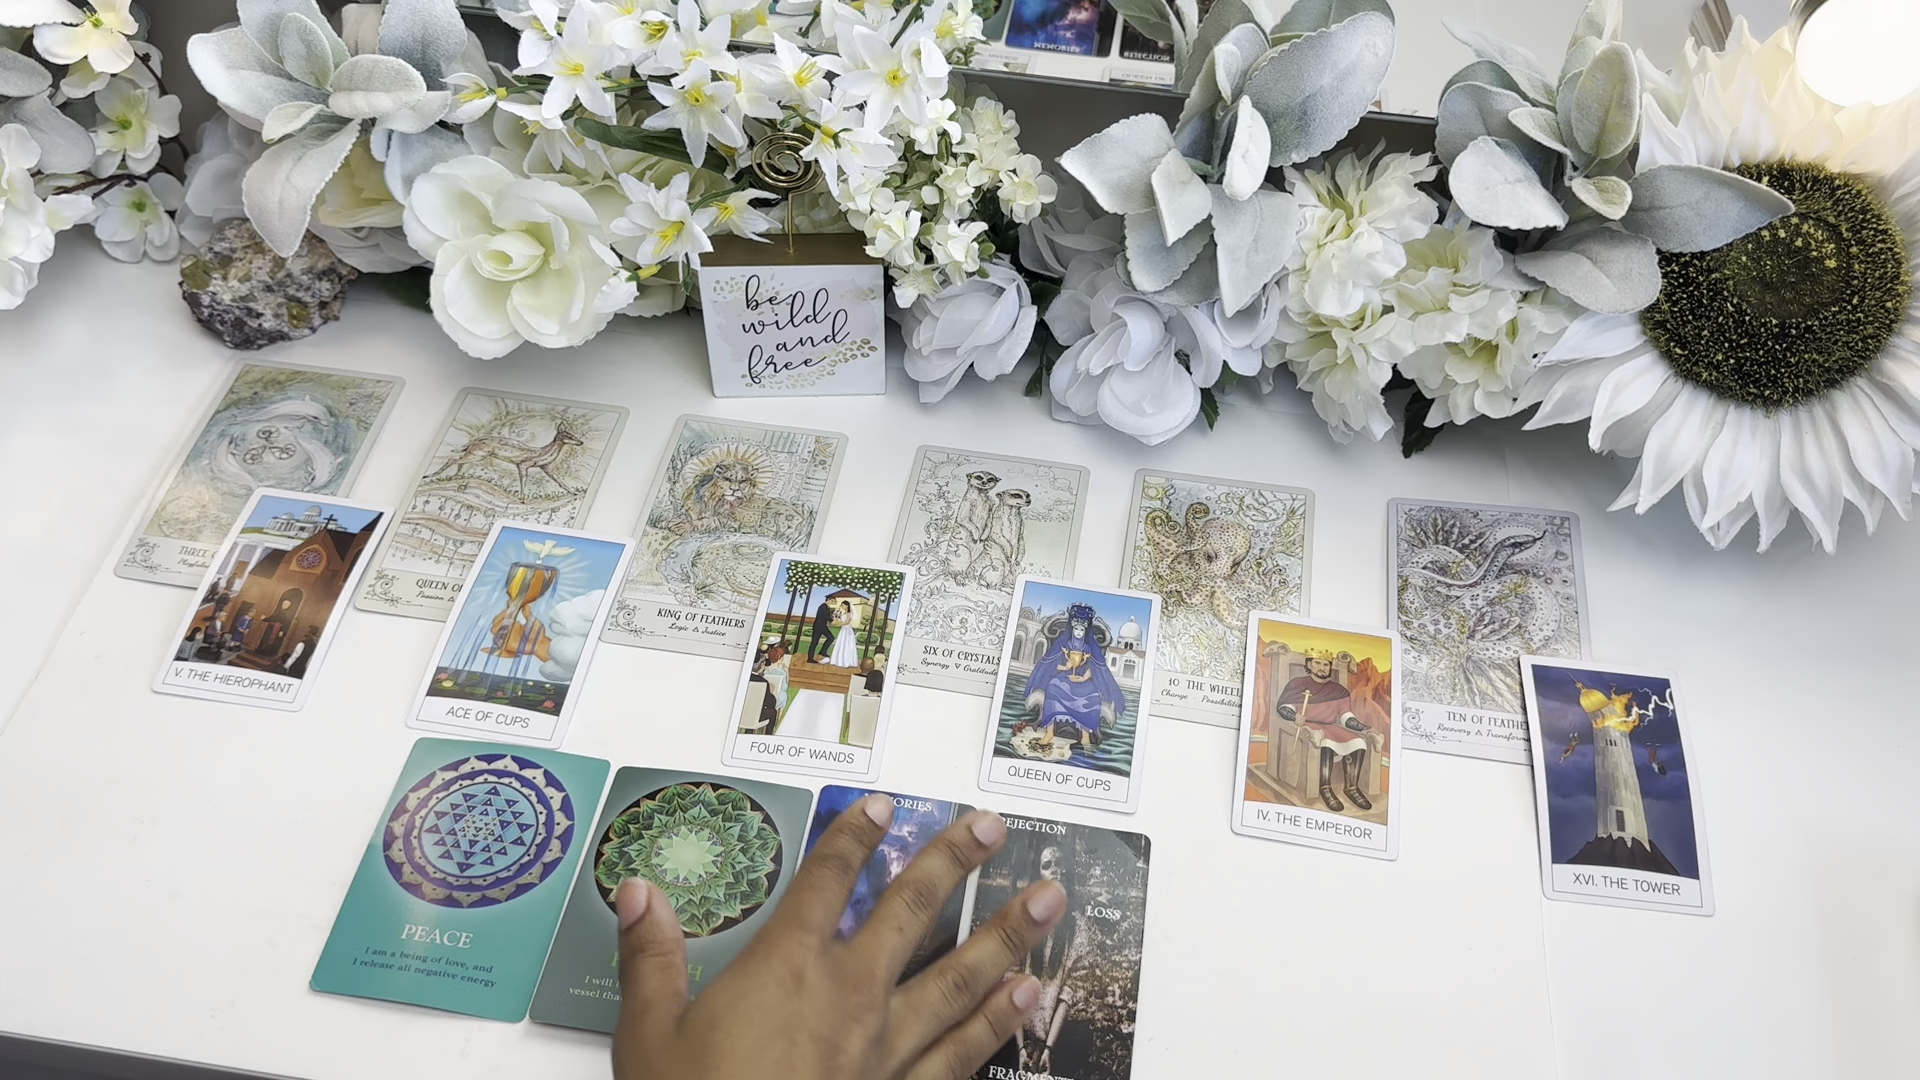 MEMORIES
REJECTION
be
wild
and
free
THREE
QUEEN OF
Passion
KING OF FEATHERS
Logic △ Justice
SIX OF CRYSTALS
Synergy ▽ Gratitude
10 THE WHEEL
Change - Possibilities
TEN OF FEATHE
Recovery △ Transform
V. THE HIEROPHANT
ACE OF CUPS
FOUR OF WANDS
QUEEN OF CUPS
IV. THE EMPEROR
XVI. THE TOWER
PEACE
I am a being of love, and
I release all negative energy
H
I will
vessel tha
ORIES
REJECTION
LOSS
FRAGMENT